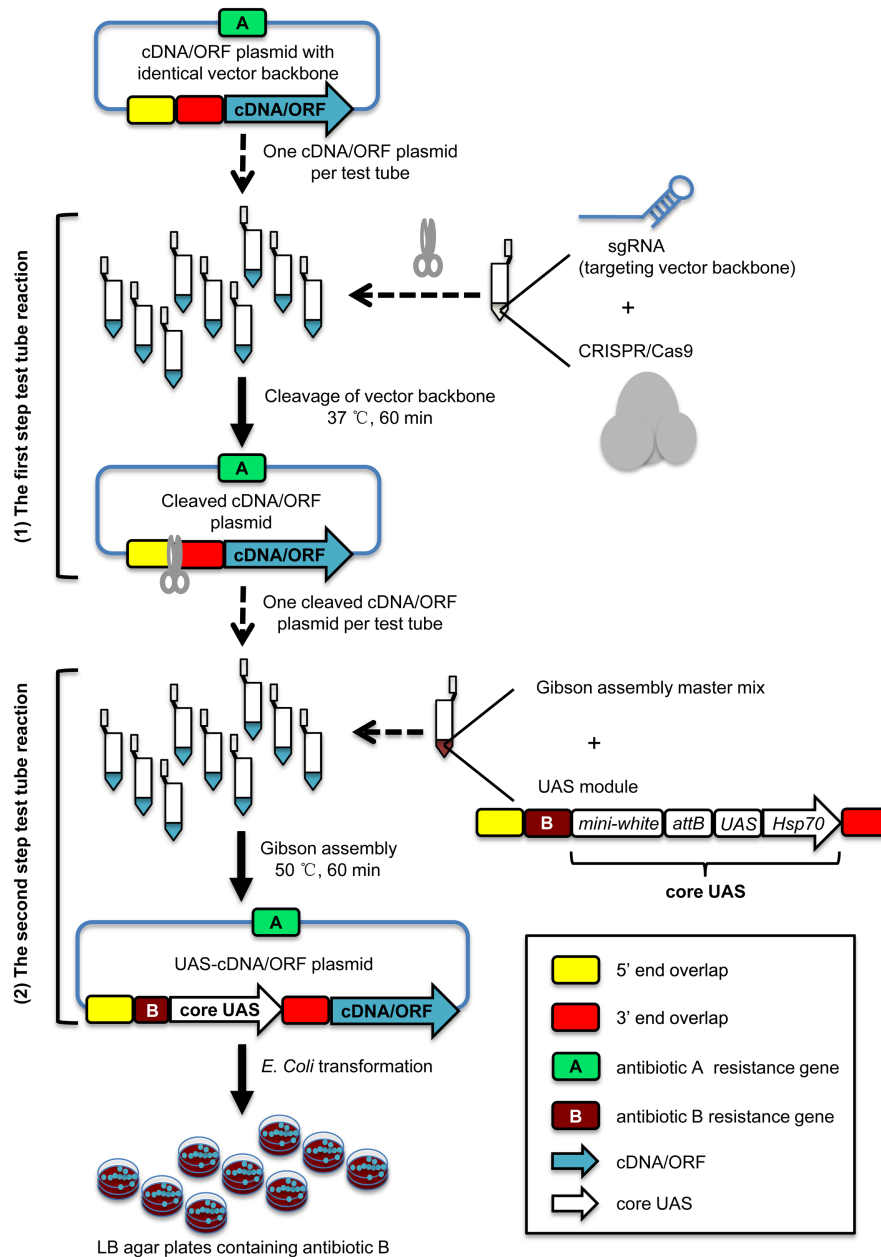 A
cDNA/ORF plasmid with
identical vector backbone
cDNA/ORF
One cDNA/ORF plasmid
per test tube
(1) The first step test tube reaction
sgRNA
(targeting vector backbone)
+
CRISPR/Cas9
Cleavage of vector backbone
37 ℃, 60 min
A
Cleaved cDNA/ORF
plasmid
cDNA/ORF
One cleaved cDNA/ORF
plasmid per test tube
(2) The second step test tube reaction
Gibson assembly master mix
+
UAS module
B mini-white attB UAS Hsp70
core UAS
Gibson assembly
50 ℃, 60 min
A
UAS-cDNA/ORF plasmid
B core UAS cDNA/ORF
E. Coli transformation
LB agar plates containing antibiotic B
5' end overlap
3' end overlap
A antibiotic A resistance gene
B antibiotic B resistance gene
cDNA/ORF
core UAS